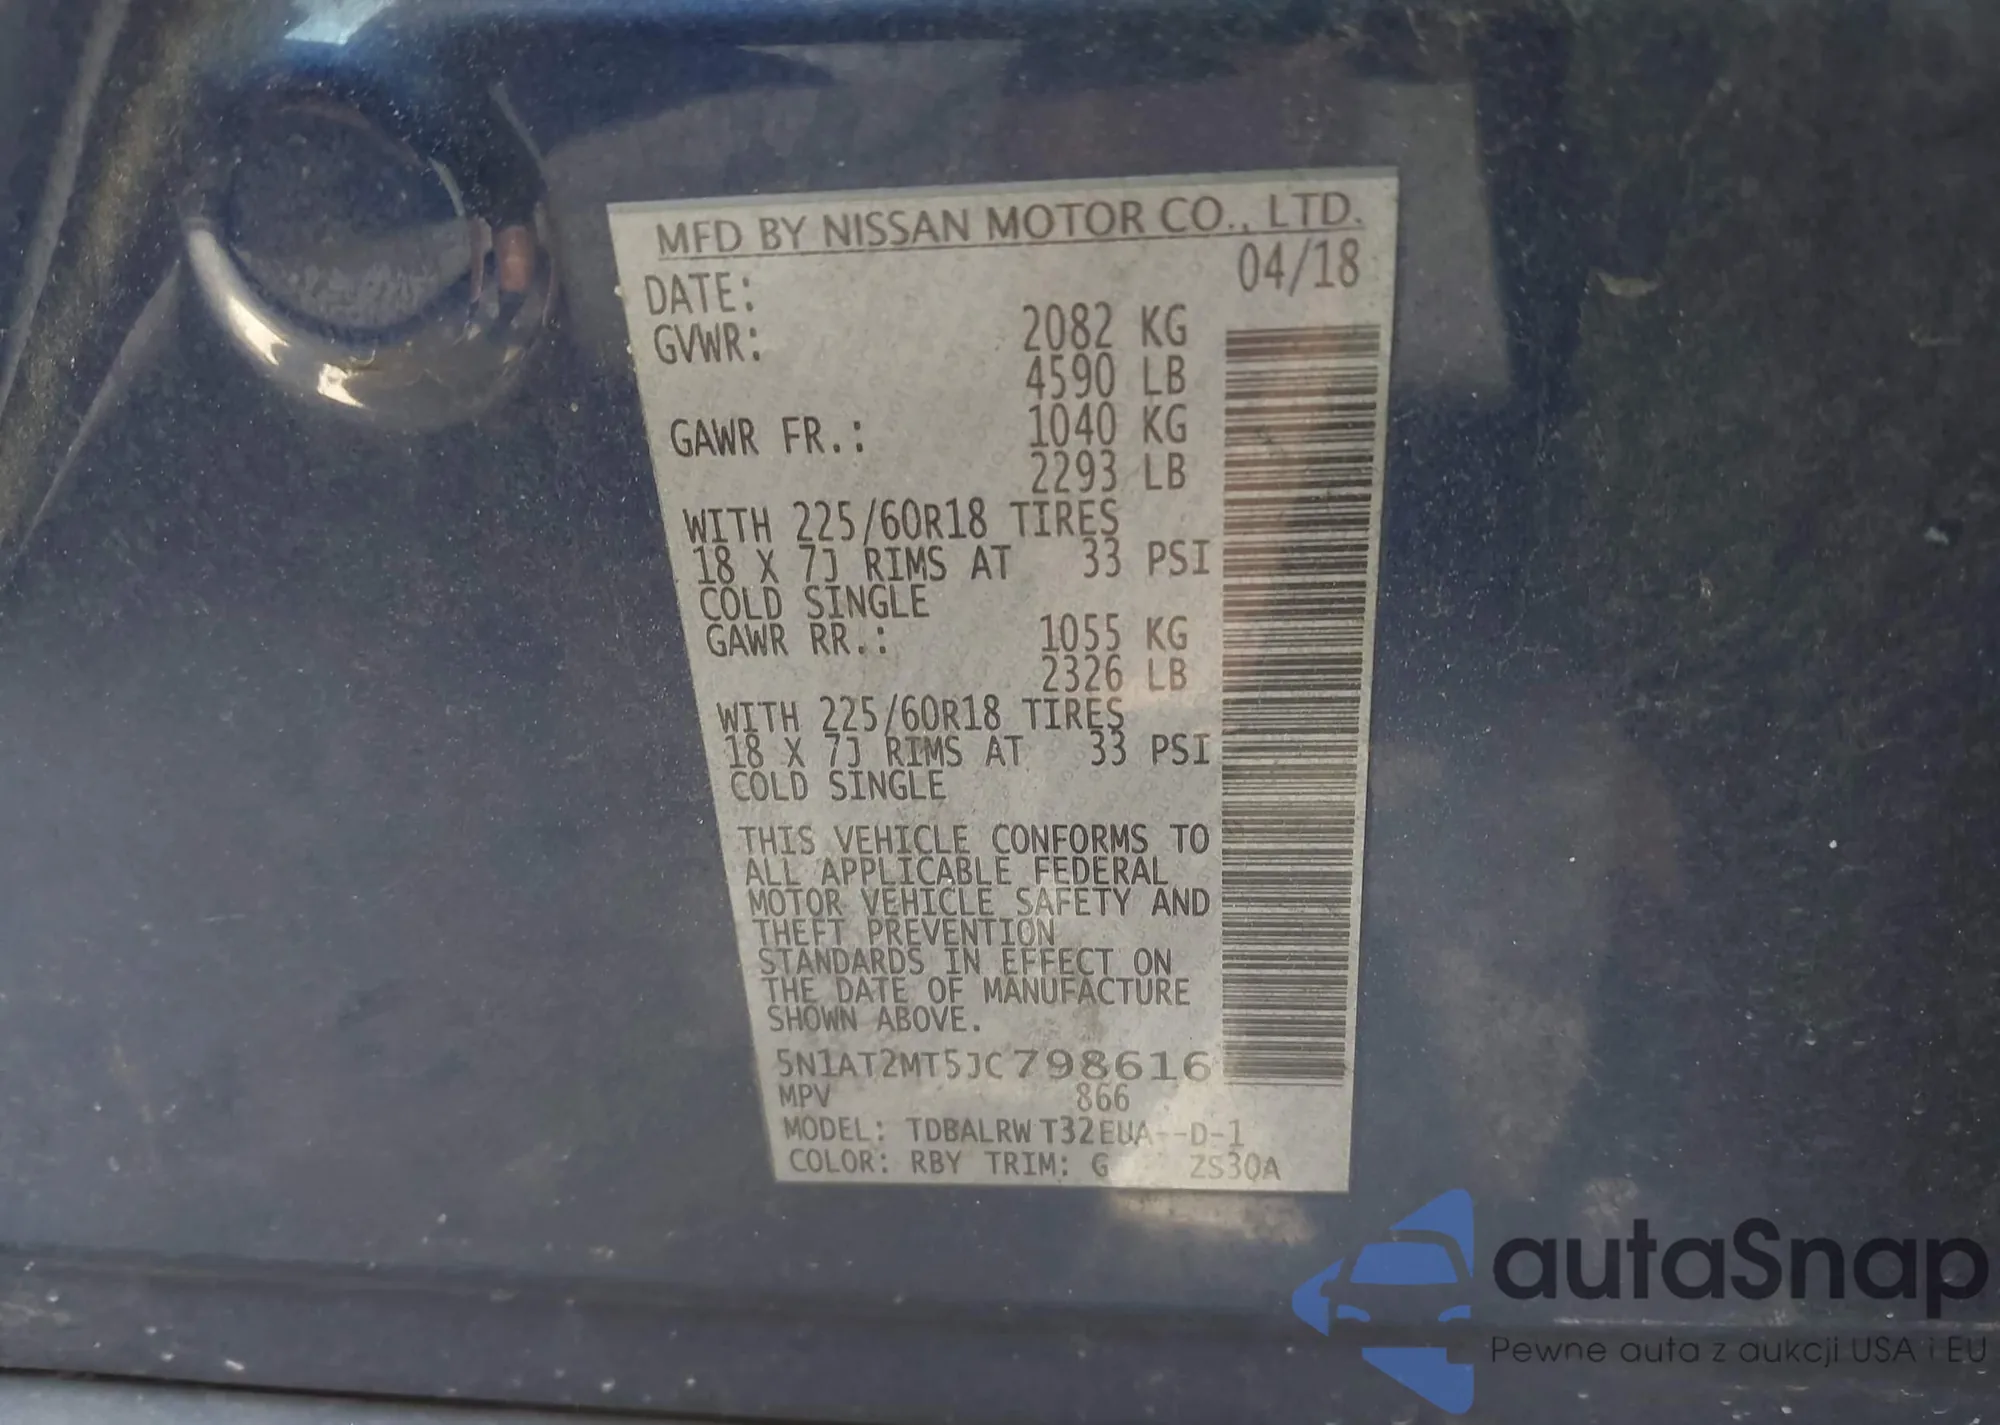 MFD BY NISSAN MOTOR CO., LTD.
DATE: 04/18
GVWR: 2082 KG
4590 LB
GAWR FR.: 1040 KG
2293 LB
WITH 225/60R18 TIRES
18 X 7J RIMS AT 33 PSI
COLD SINGLE
GAWR RR.: 1055 KG
2326 LB
WITH 225/60R18 TIRES
18 X 7J RIMS AT 33 PSI
COLD SINGLE
THIS VEHICLE CONFORMS TO
ALL APPLICABLE FEDERAL
MOTOR VEHICLE SAFETY AND
THEFT PREVENTION
STANDARDS IN EFFECT ON
THE DATE OF MANUFACTURE
SHOWN ABOVE.
5N1AT2MT5JC798616
MPV 866
MODEL: TDBALRW T32EUA--D-1
COLOR: RBY TRIM: G ZS30A
autaSnap
Pewne auta z aukcji USA i EU